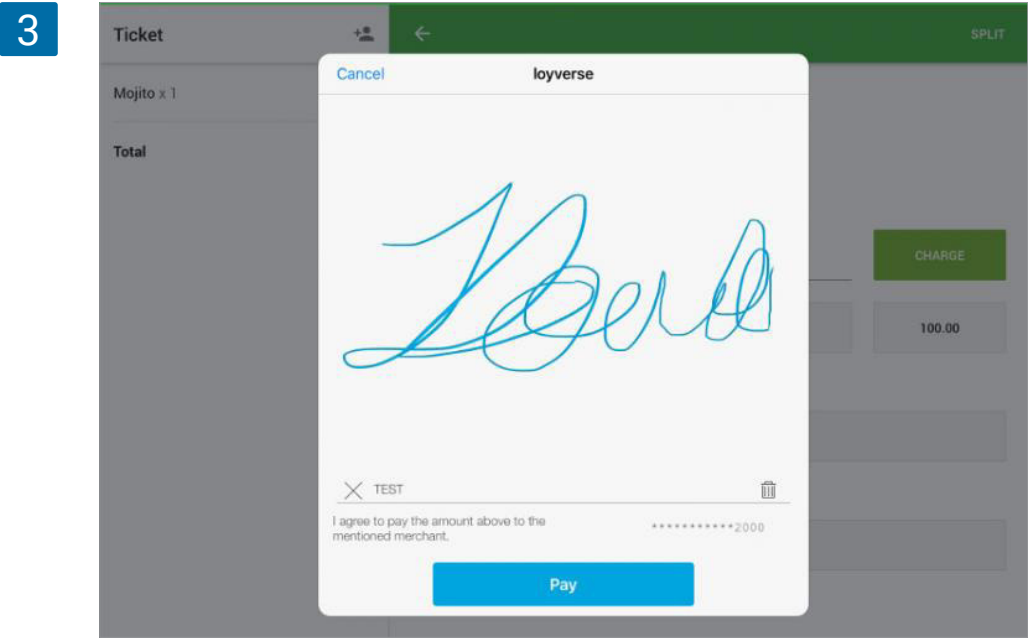 3
Ticket
SPLIT
Cancel
loyverse
Mojito x 1
Total
CHARGE
100.00
TEST
I agree to pay the amount above to the
mentioned merchant.
***********2000
Pay